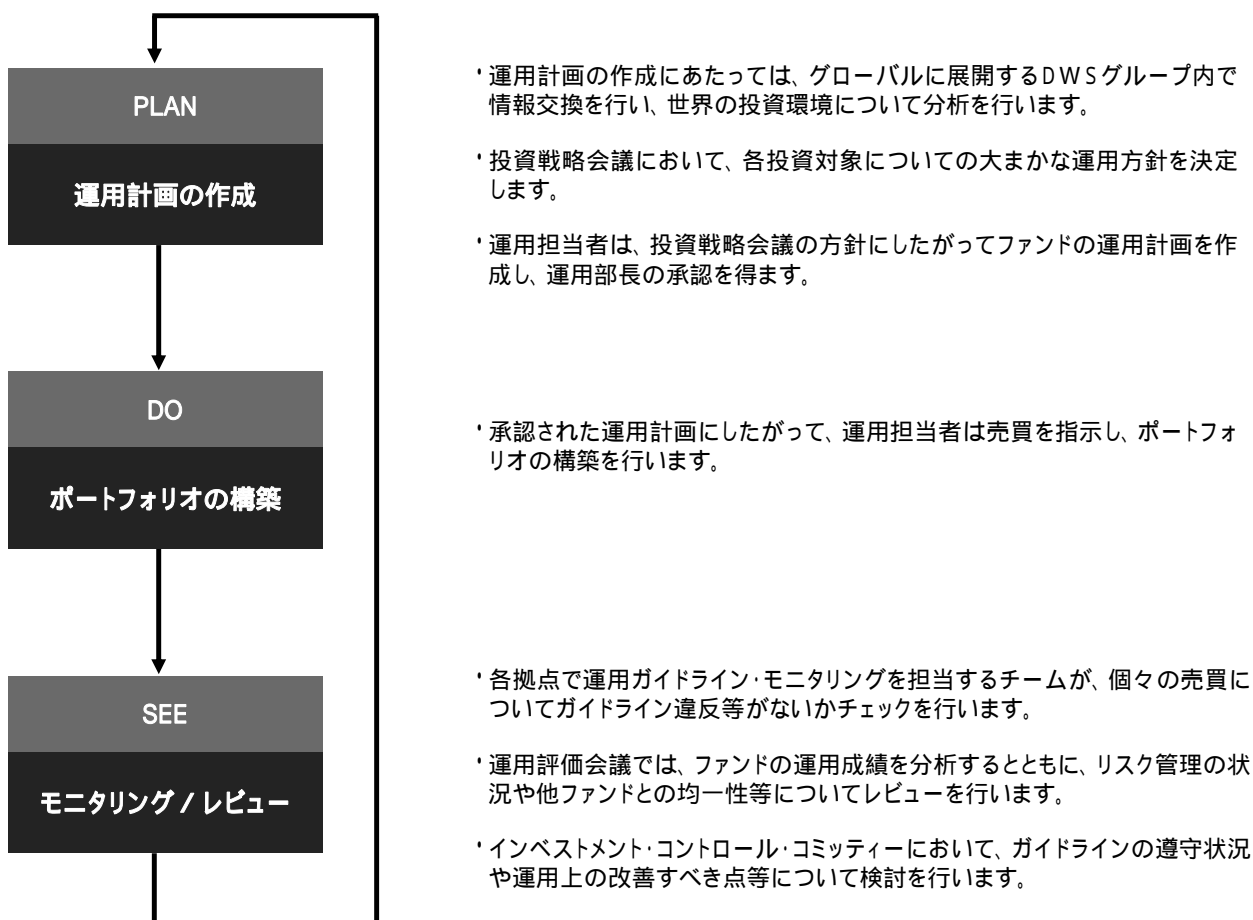 PLAN
運用計画の作成
・運用計画の作成にあたっては、グローバルに展開するDWSグループ内で
情報交換を行い、世界の投資環境について分析を行います。
・投資戦略会議において、各投資対象についての大まかな運用方針を決定
します。
・運用担当者は、投資戦略会議の方針にしたがってファンドの運用計画を作
成し、運用部長の承認を得ます。
DO
ポートフォリオの構築
・承認された運用計画にしたがって、運用担当者は売買を指示し、ポートフォ
リオの構築を行います。
SEE
モニタリング / レビュー
・各拠点で運用ガイドライン・モニタリングを担当するチームが、個々の売買に
ついてガイドライン違反等がないかチェックを行います。
・運用評価会議では、ファンドの運用成績を分析するとともに、リスク管理の状
況や他ファンドとの均一性等についてレビューを行います。
・インベストメント・コントロール・コミッティーにおいて、ガイドラインの遵守状況
や運用上の改善すべき点等について検討を行います。